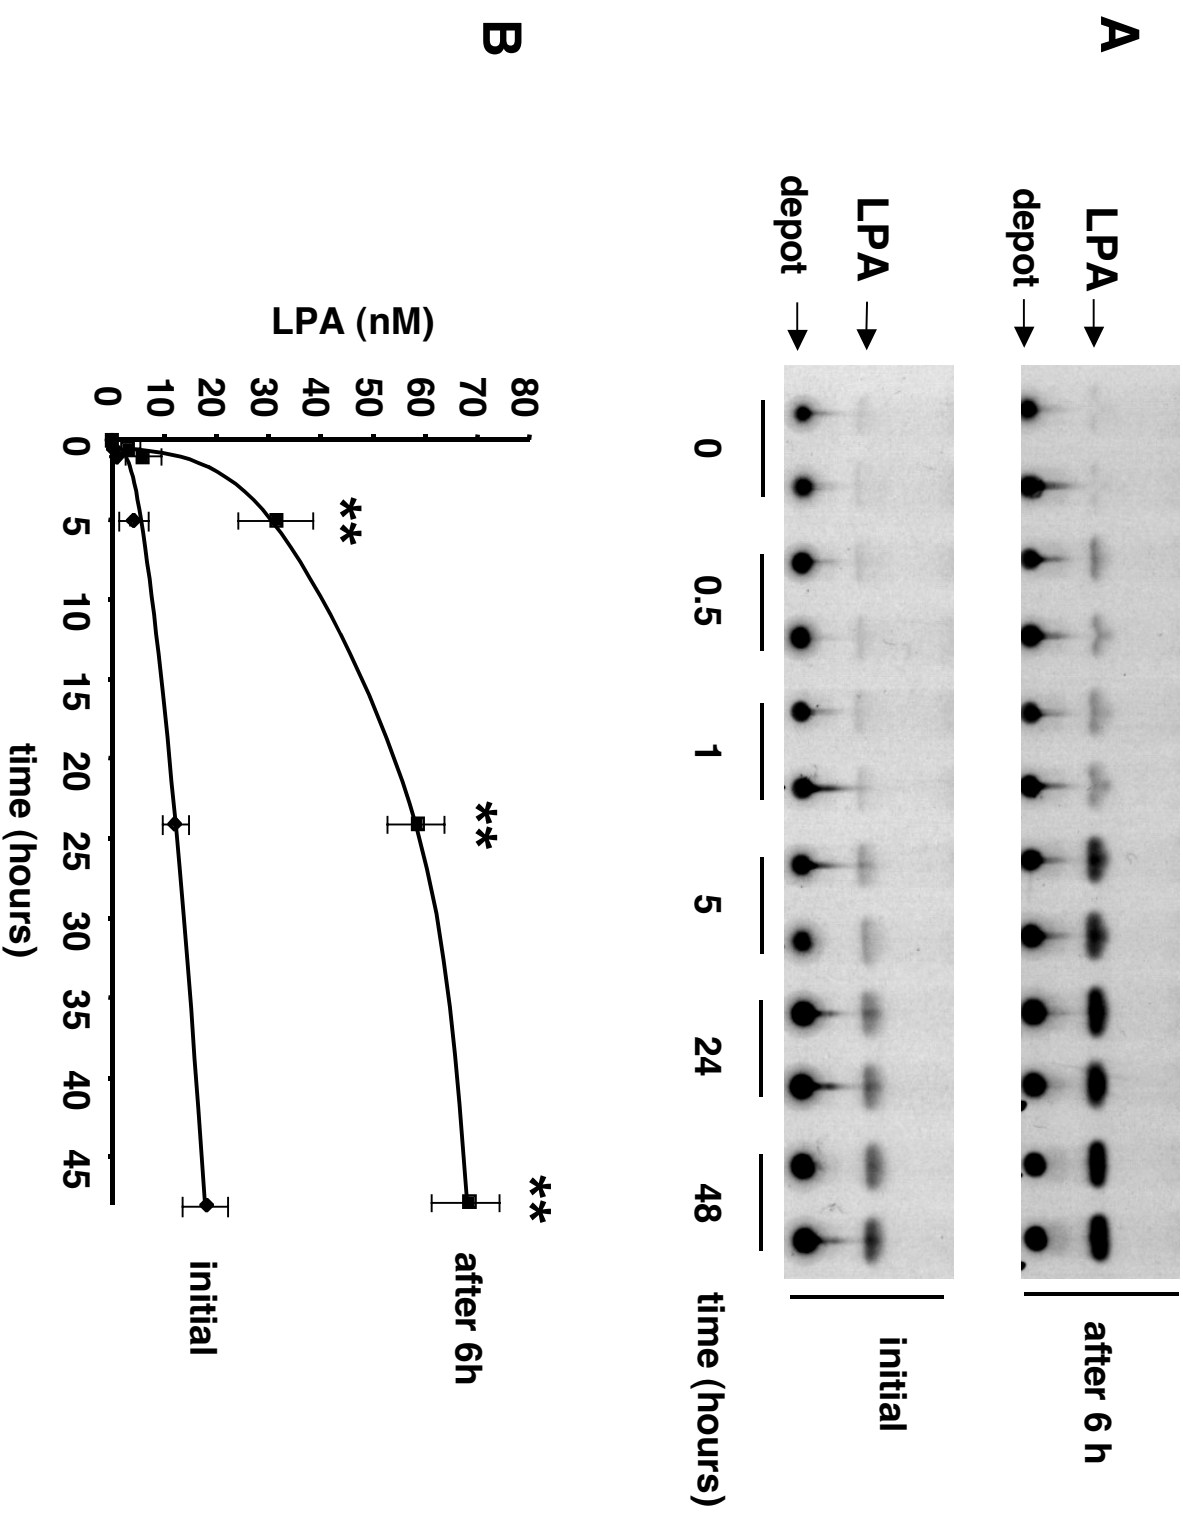 A
LPA
depot
after 6 h
LPA
depot
initial
0 0.5 1 5 24 48 time (hours)
B
LPA (nM)
80
70
60
50
40
30
20
10
0
**
**
**
after 6h
initial
0 5 10 15 20 25 30 35 40 45
time (hours)